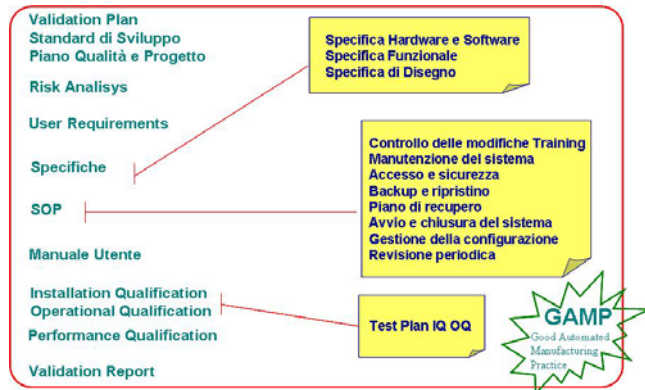 Validation Plan
Standard di Sviluppo
Piano Qualità e Progetto
Risk Analisys
User Requirements
Specifiche
SOP
Manuale Utente
Installation Qualification
Operational Qualification
Performance Qualification
Validation Report
Specifica Hardware e Software
Specifica Funzionale
Specifica di Disegno
Controllo delle modifiche Training
Manutenzione del sistema
Accesso e sicurezza
Backup e ripristino
Piano di recupero
Avvio e chiusura del sistema
Gestione della configurazione
Revisione periodica
Test Plan IQ OQ
GAMP
Good Automated
Manufacturing
Practice